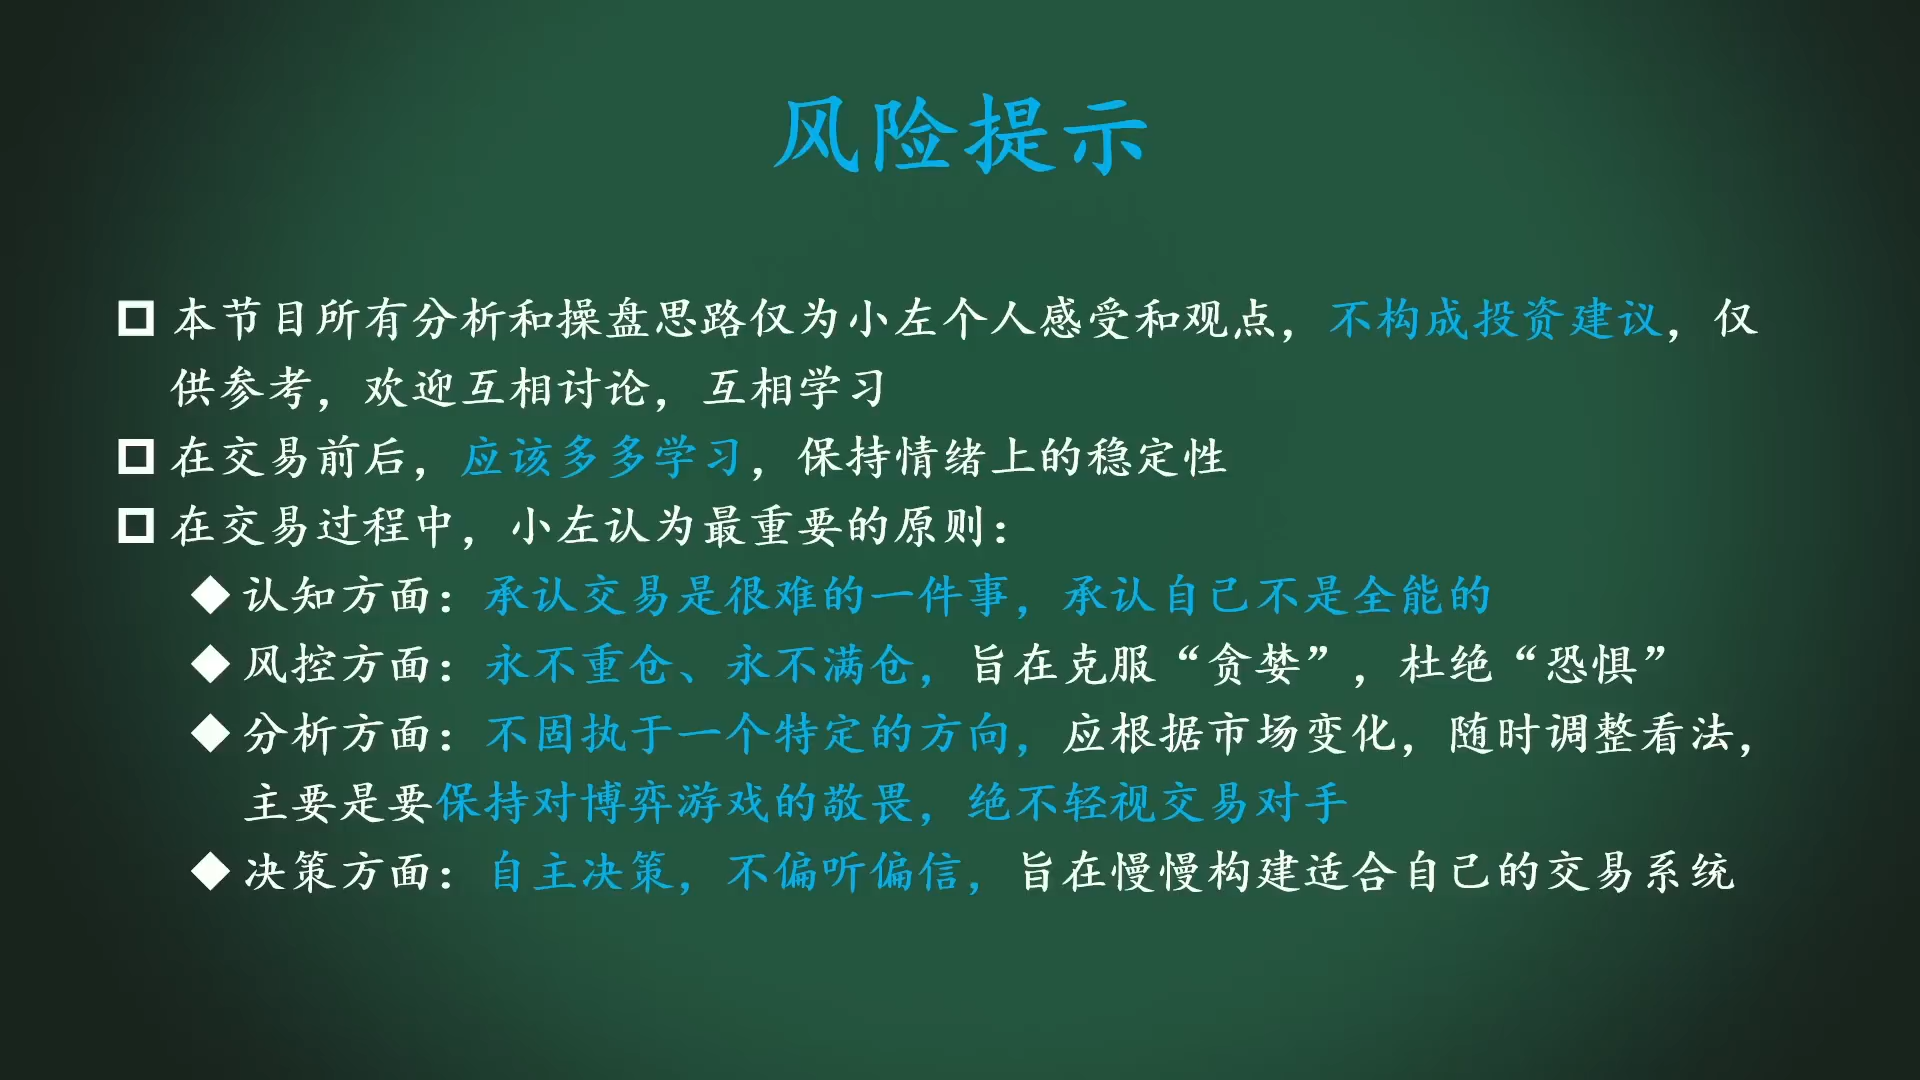 风险提示
本节目所有分析和操盘思路仅为小左个人感受和观点，不构成投资建议，仅
供参考，欢迎互相讨论，互相学习
在交易前后，应该多多学习，保持情绪上的稳定性
在交易过程中，小左认为最重要的原则：
认知方面：承认交易是很难的一件事，承认自己不是全能的
风控方面：永不重仓、永不满仓，旨在克服“贪婪”，杜绝“恐惧”
分析方面：不固执于一个特定的方向，应根据市场变化，随时调整看法，
主要是要保持对博弈游戏的敬畏，绝不轻视交易对手
决策方面：自主决策，不偏听偏信，旨在慢慢构建适合自己的交易系统